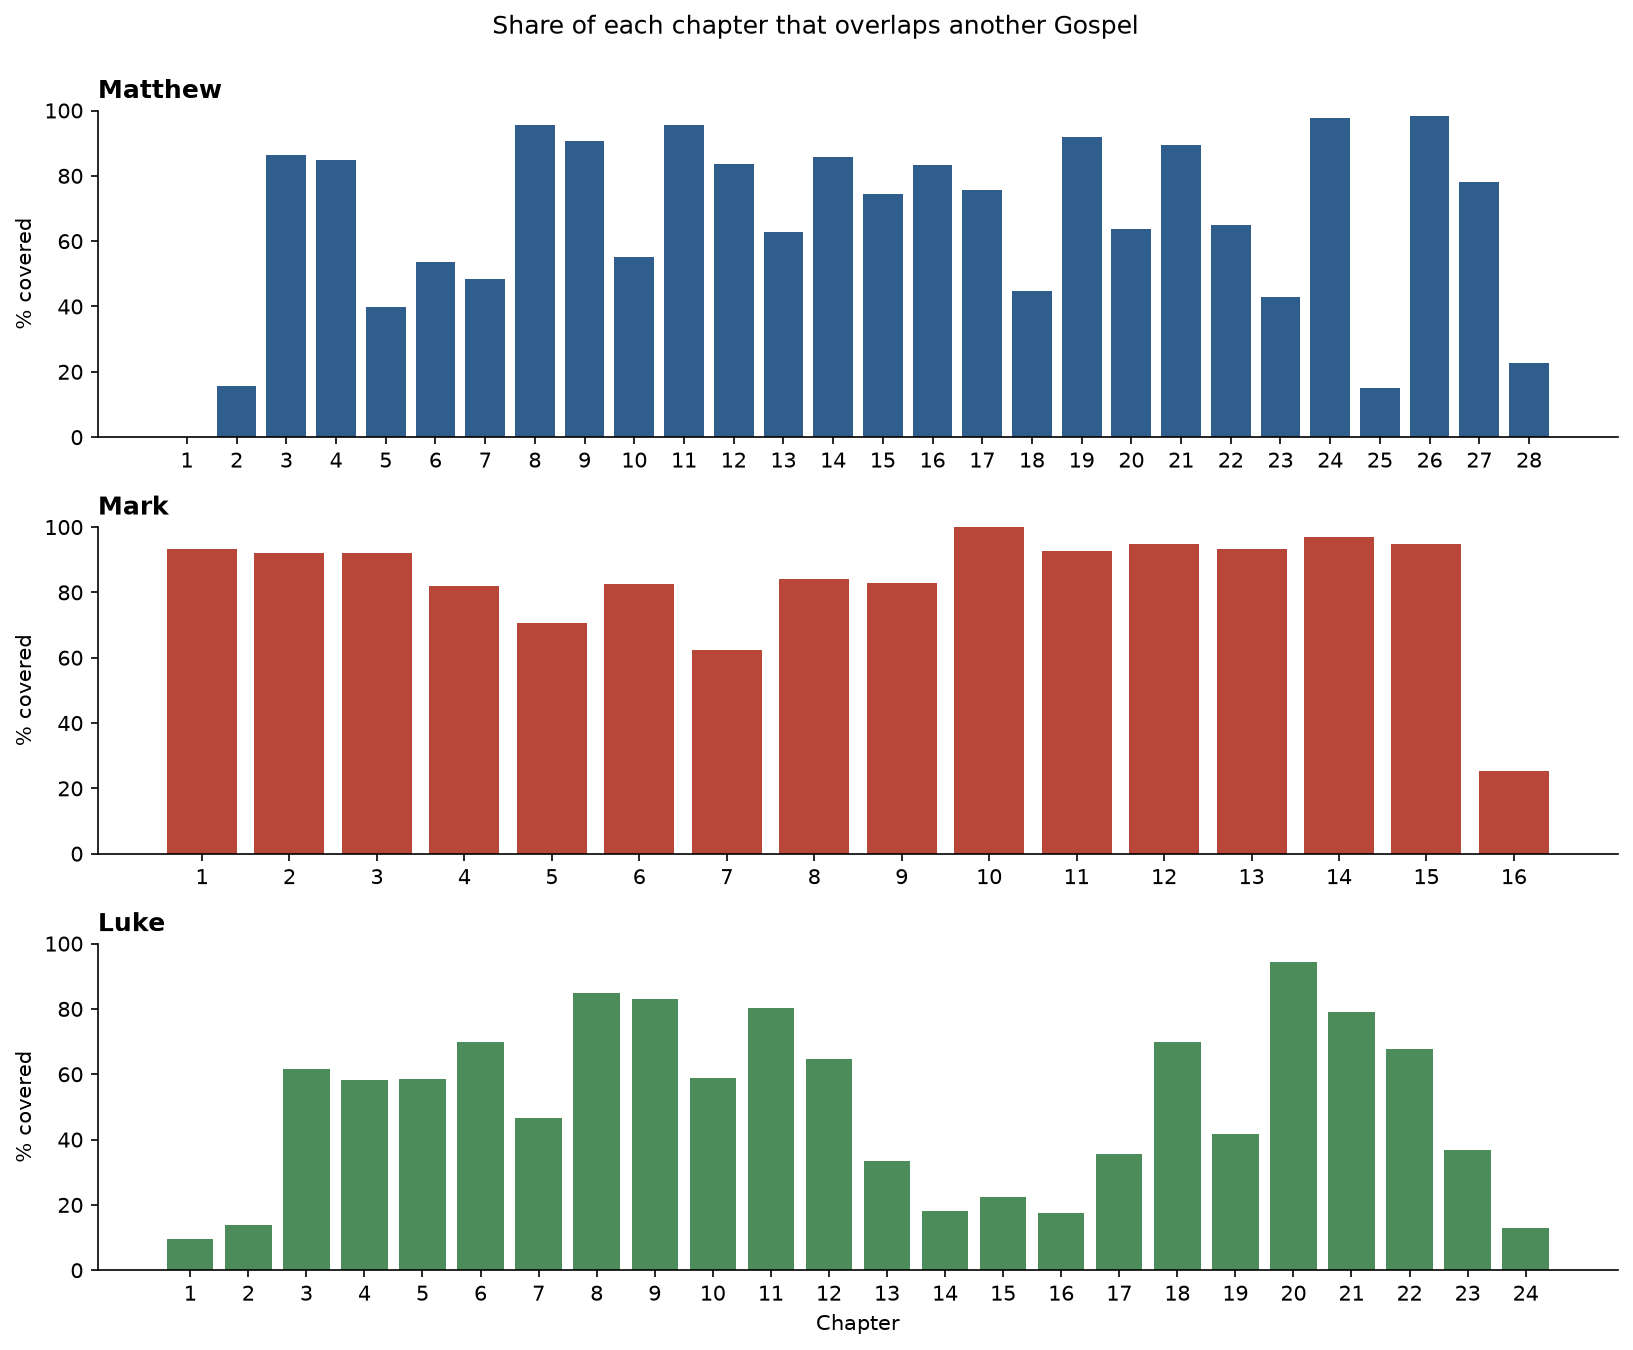 Share of each chapter that overlaps another Gospel
Matthew
100
80
60
40
20
0
% covered
1 2 3 4 5 6 7 8 9 10 11 12 13 14 15 16 17 18 19 20 21 22 23 24 25 26 27 28
Mark
100
80
60
40
20
0
% covered
1 2 3 4 5 6 7 8 9 10 11 12 13 14 15 16
Luke
100
80
60
40
20
0
% covered
1 2 3 4 5 6 7 8 9 10 11 12 13 14 15 16 17 18 19 20 21 22 23 24
Chapter